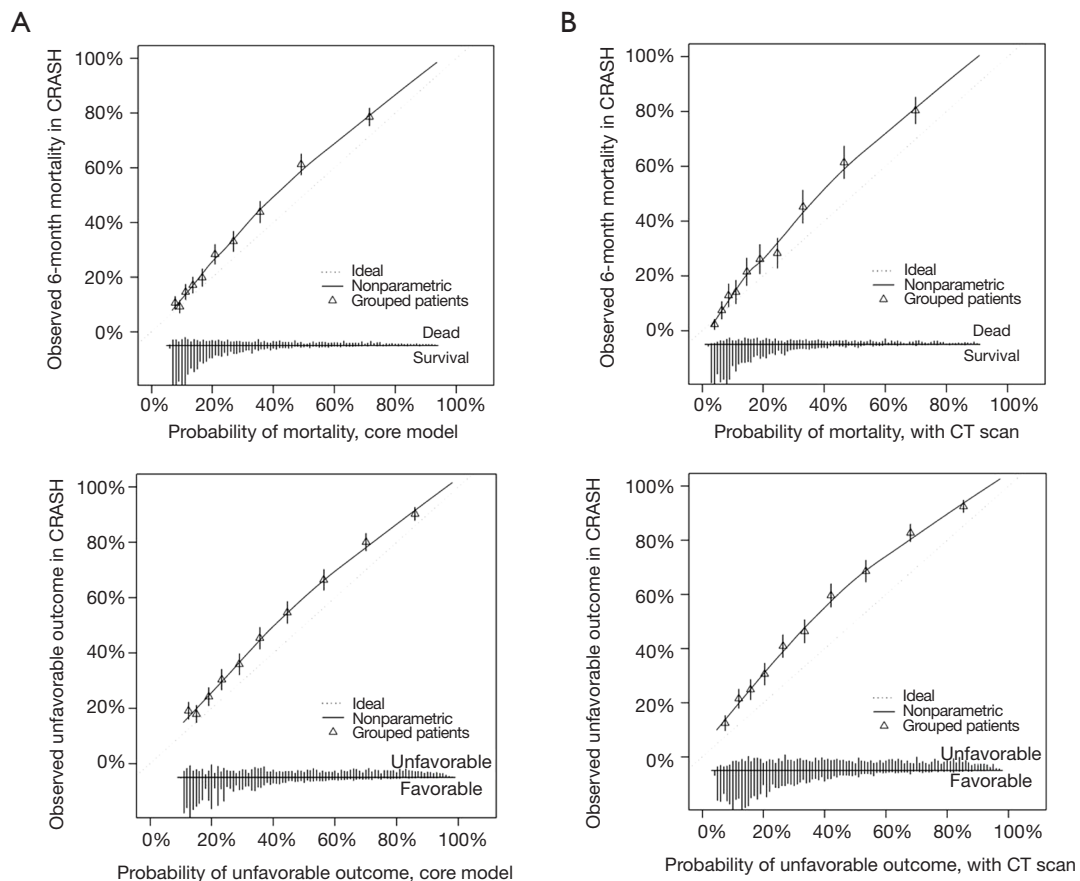 A
Observed 6-month mortality in CRASH
100%
80%
60%
40%
20%
0%
Ideal
Nonparametric
Grouped patients
Dead
Survival
0% 20% 40% 60% 80% 100%
Probability of mortality, core model
B
Observed 6-month mortality in CRASH
100%
80%
60%
40%
20%
0%
Ideal
Nonparametric
Grouped patients
Dead
Survival
0% 20% 40% 60% 80% 100%
Probability of mortality, with CT scan
Observed unfavorable outcome in CRASH
100%
80%
60%
40%
20%
0%
Ideal
Nonparametric
Grouped patients
Unfavorable
Favorable
0% 20% 40% 60% 80% 100%
Probability of unfavorable outcome, core model
Observed unfavorable outcome in CRASH
100%
80%
60%
40%
20%
0%
Ideal
Nonparametric
Grouped patients
Unfavorable
Favorable
0% 20% 40% 60% 80% 100%
Probability of unfavorable outcome, with CT scan